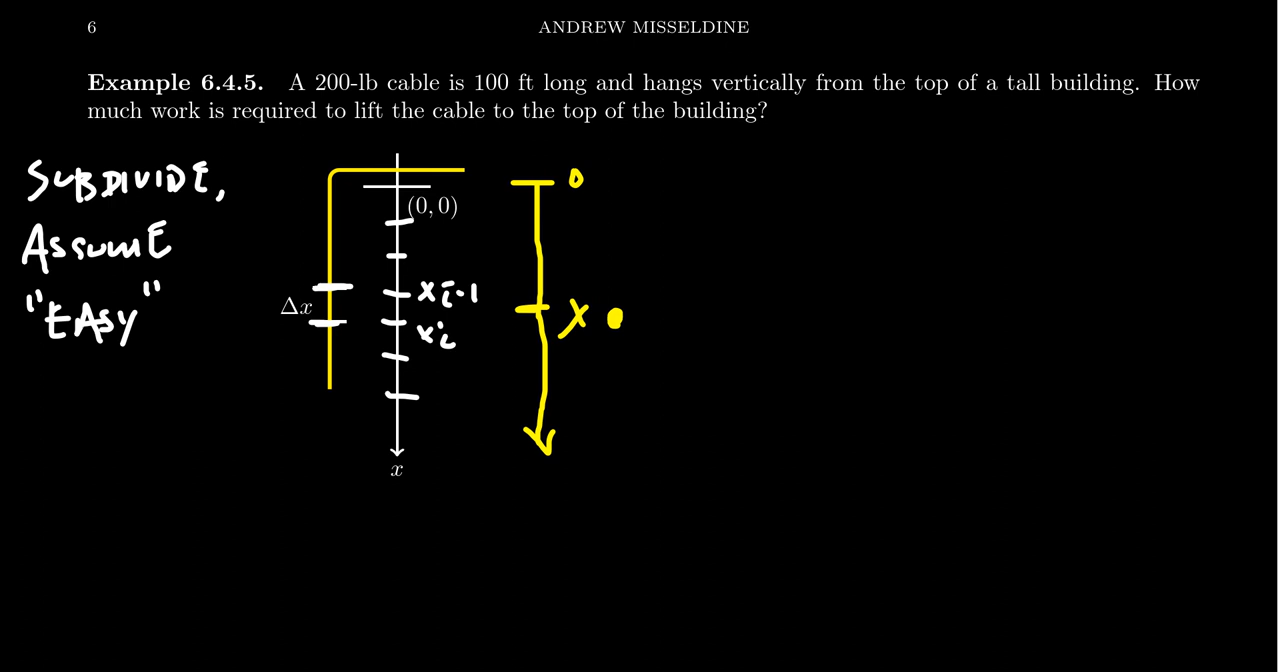 6 ANDREW MISSELDINE
Example 6.4.5. A 200-lb cable is 100 ft long and hangs vertically from the top of a tall building. How
much work is required to lift the cable to the top of the building?
SUBDIVIDE,
ASSUME
"EASY"
(0, 0)
x_{i-1}
Δx
x_i
x
0
x